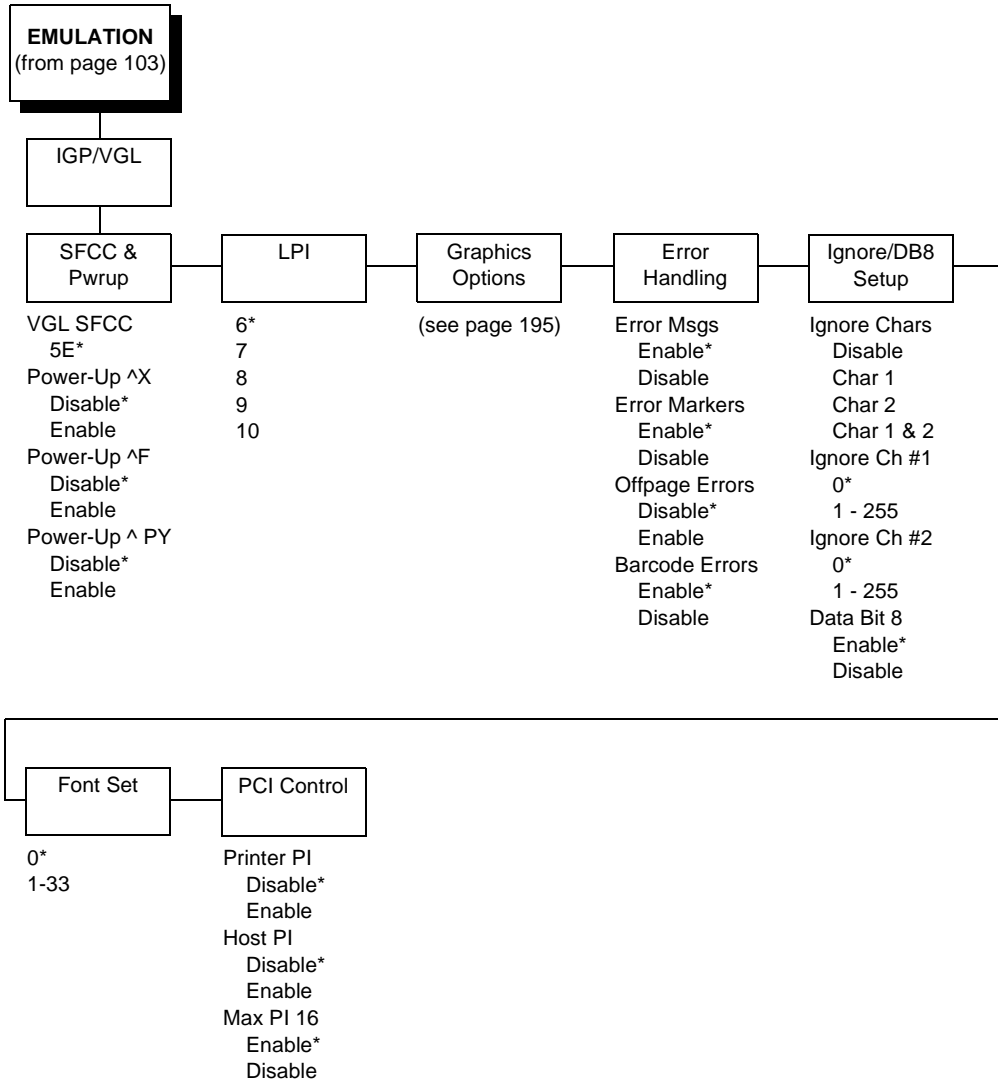 EMULATION
(from page 103)
IGP/VGL
SFCC &
Pwrup
LPI
Graphics
Options
Error
Handling
Ignore/DB8
Setup
VGL SFCC
5E*
Power-Up ^X
Disable*
Enable
Power-Up ^F
Disable*
Enable
Power-Up ^ PY
Disable*
Enable
6*
7
8
9
10
(see page 195)
Error Msgs
Enable*
Disable
Error Markers
Enable*
Disable
Offpage Errors
Disable*
Enable
Barcode Errors
Enable*
Disable
Ignore Chars
Disable
Char 1
Char 2
Char 1 & 2
Ignore Ch #1
0*
1 - 255
Ignore Ch #2
0*
1 - 255
Data Bit 8
Enable*
Disable
Font Set
0*
1-33
PCI Control
Printer PI
Disable*
Enable
Host PI
Disable*
Enable
Max PI 16
Enable*
Disable